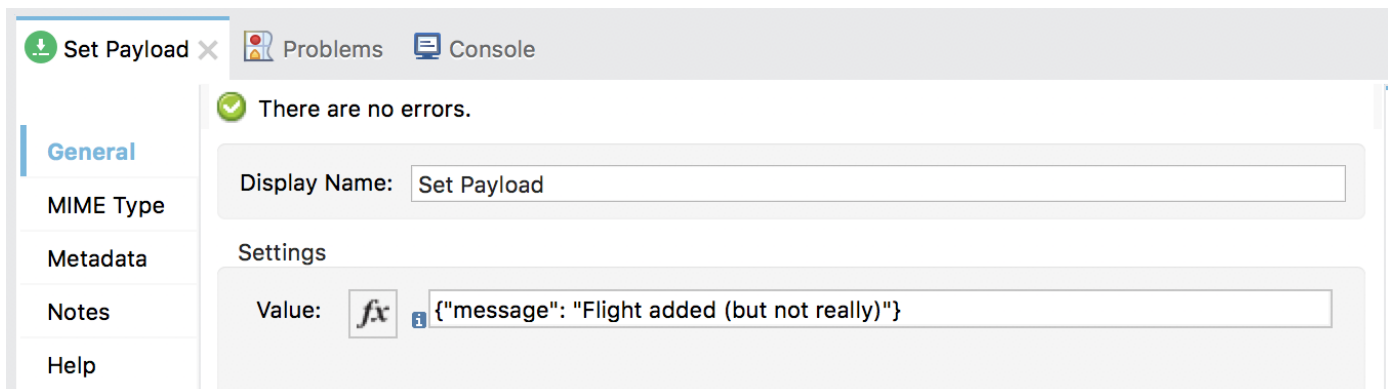 Set Payload Problems Console
There are no errors.
General
Display Name: Set Payload
MIME Type
Metadata
Settings
Notes
Value: fx {"message": "Flight added (but not really)"}
Help